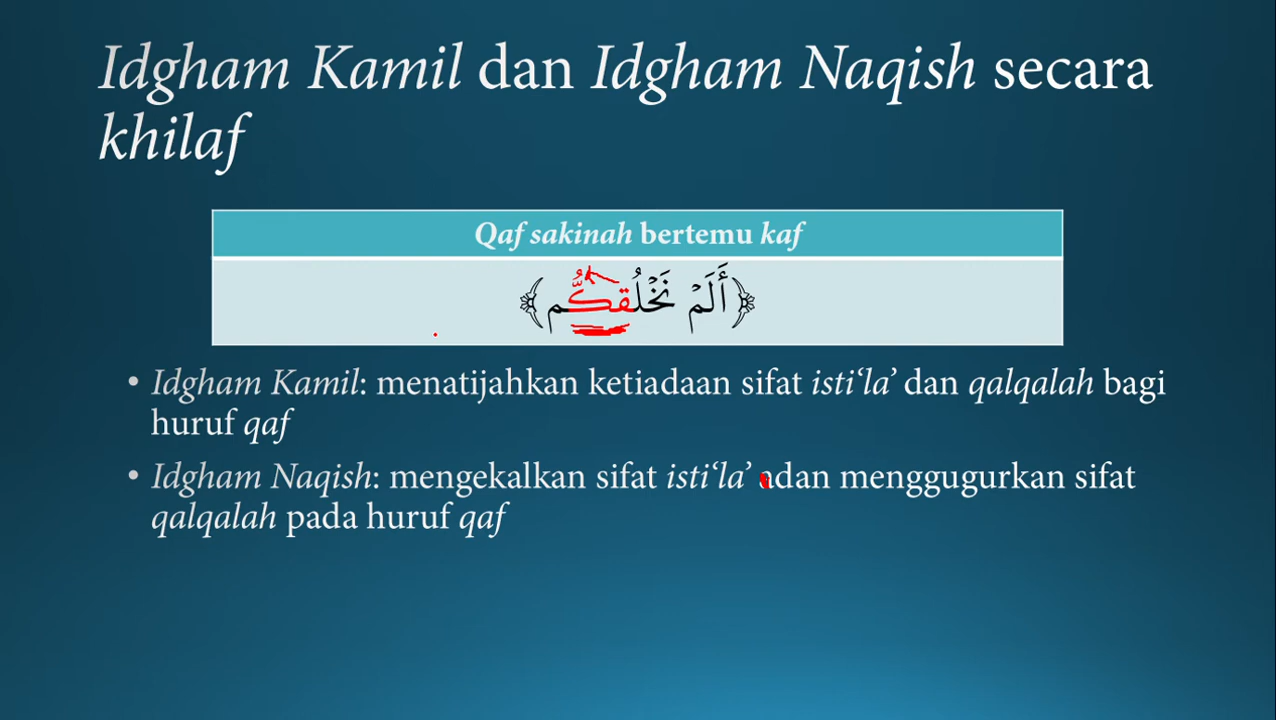 Idgham Kamil dan Idgham Naqish secara
khilaf
Qaf sakinah bertemu kaf
﴿أَلَمْ نَخْلُقكُّم﴾
• Idgham Kamil: menatijahkan ketiadaan sifat isti‘la’ dan qalqalah bagi
huruf qaf
• Idgham Naqish: mengekalkan sifat isti‘la’ adan menggugurkan sifat
qalqalah pada huruf qaf